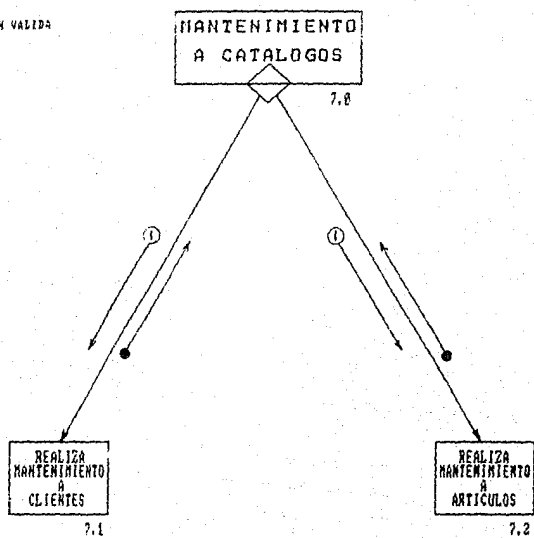 N VALIDA
MANTENIMIENTO
A CATALOGOS
7.0
REALIZA
MANTENIMIENTO
A
CLIENTES
7.1
REALIZA
MANTENIMIENTO
A
ARTICULOS
7.2